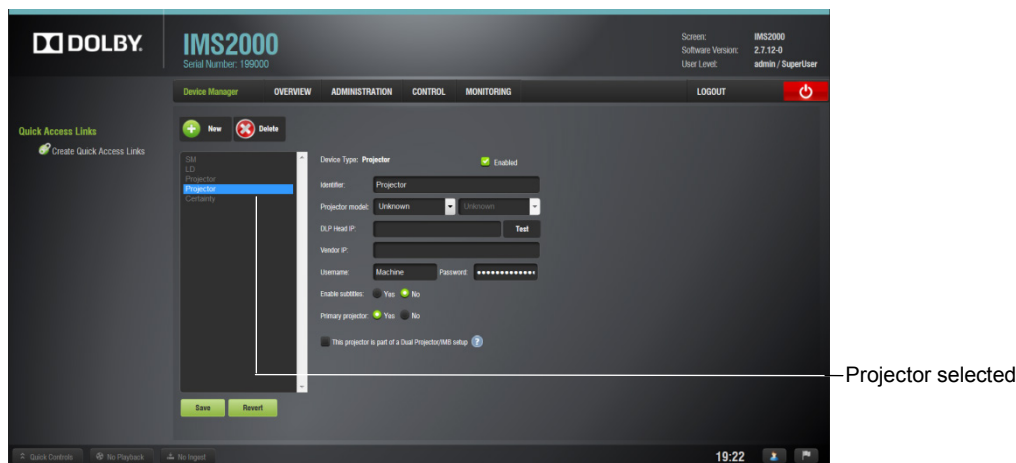 DOLBY.
IMS2000
Serial Number: 199000
Screen: IMS2000
Software Version: 2.7.12-0
User Level: admin / SuperUser
Device Manager OVERVIEW ADMINISTRATION CONTROL MONITORING LOGOUT
Quick Access Links
Create Quick Access Links
New Delete
SM
LD
Projector
Projector
Certainty
Device Type: Projector Enabled
Identifier: Projector
Projector model: Unknown Unknown
DLP Head IP: Test
Vendor IP:
Username: Machine Password: •••••••••••••
Enable subtitles: Yes No
Primary projector: Yes No
This projector is part of a Dual Projector/IMB setup ?
Projector selected
Save Revert
Quick Controls No Playback No Ingest 19:22